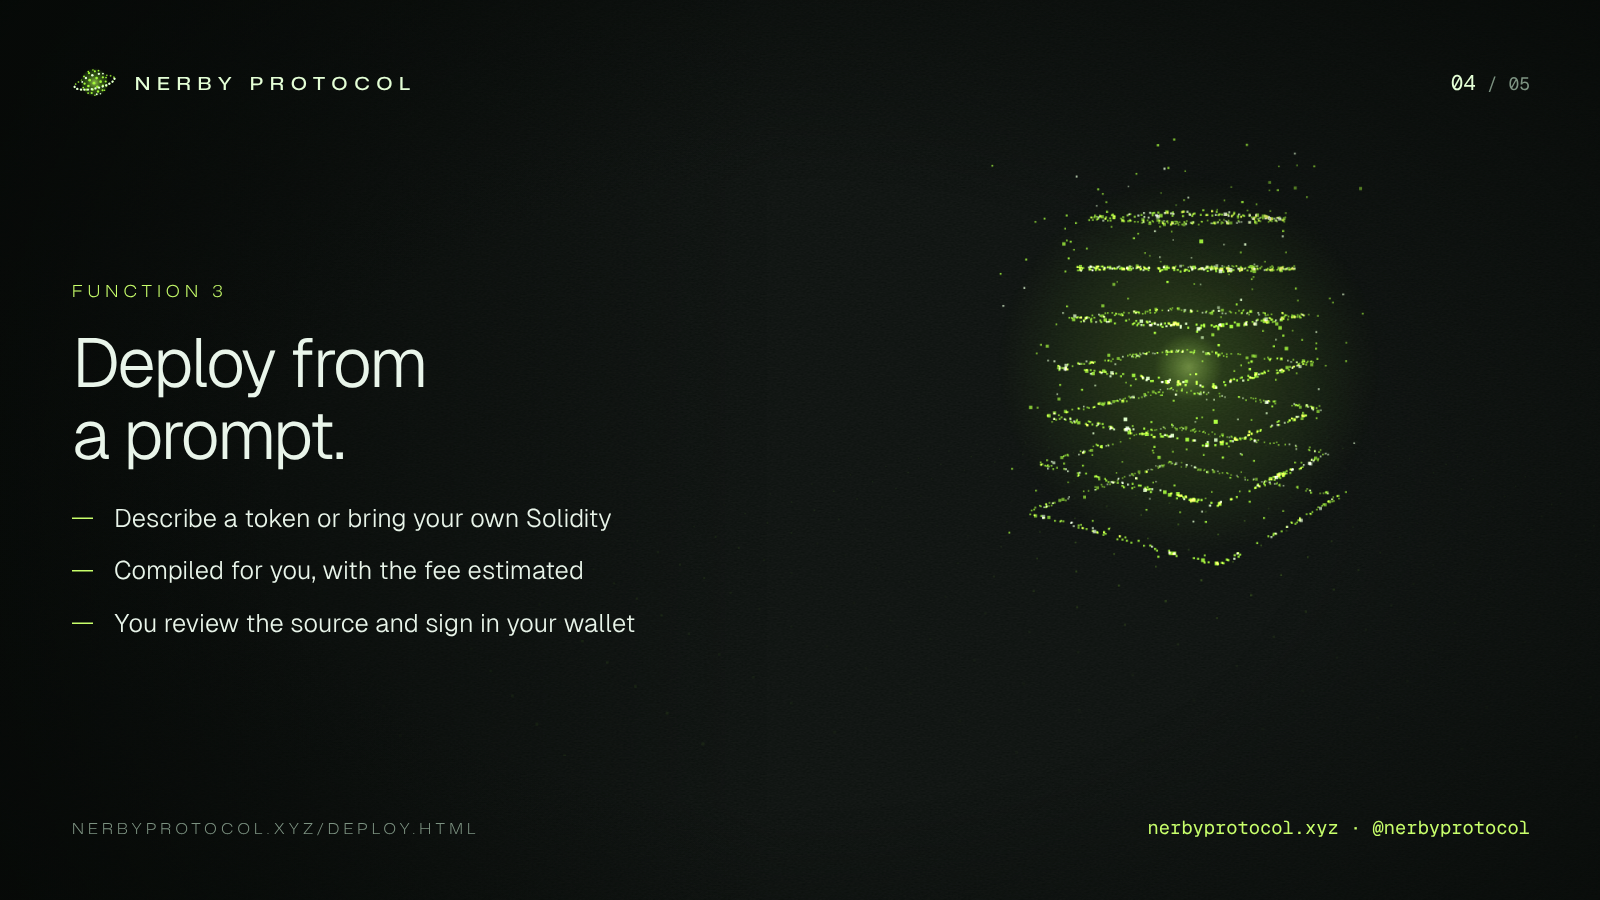 NERBY PROTOCOL
04 / 05
FUNCTION 3
Deploy from
a prompt.
— Describe a token or bring your own Solidity
— Compiled for you, with the fee estimated
— You review the source and sign in your wallet
NERBYPROTOCOL.XYZ/DEPLOY.HTML
nerbyprotocol.xyz · @nerbyprotocol